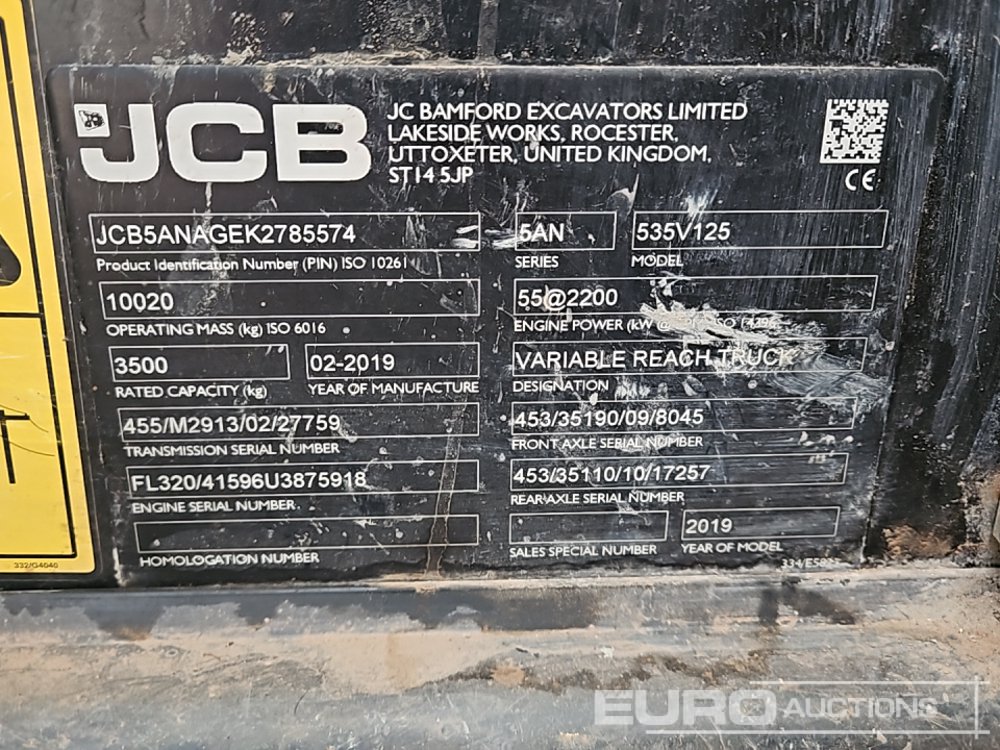 JCB
JC BAMFORD EXCAVATORS LIMITED
LAKESIDE WORKS, ROCESTER,
UTTOXETER, UNITED KINGDOM,
ST14 5JP
CE
JCB5ANAGEK2785574
Product Identification Number (PIN) ISO 10261
5AN
SERIES
535V125
MODEL
10020
OPERATING MASS (kg) ISO 6016
55@2200
ENGINE POWER (kW @ ISO 14396
3500
RATED CAPACITY (kg)
02-2019
YEAR OF MANUFACTURE
VARIABLE REACH TRUCK
DESIGNATION
455/M2913/02/27759
TRANSMISSION SERIAL NUMBER
453/35190/09/8045
FRONT AXLE SERIAL NUMBER
FL320/41596U3875918
ENGINE SERIAL NUMBER
453/35110/10/17257
REAR AXLE SERIAL NUMBER
HOMOLOGATION NUMBER
SALES SPECIAL NUMBER
2019
YEAR OF MODEL
332/G4040
EURO AUCTIONS